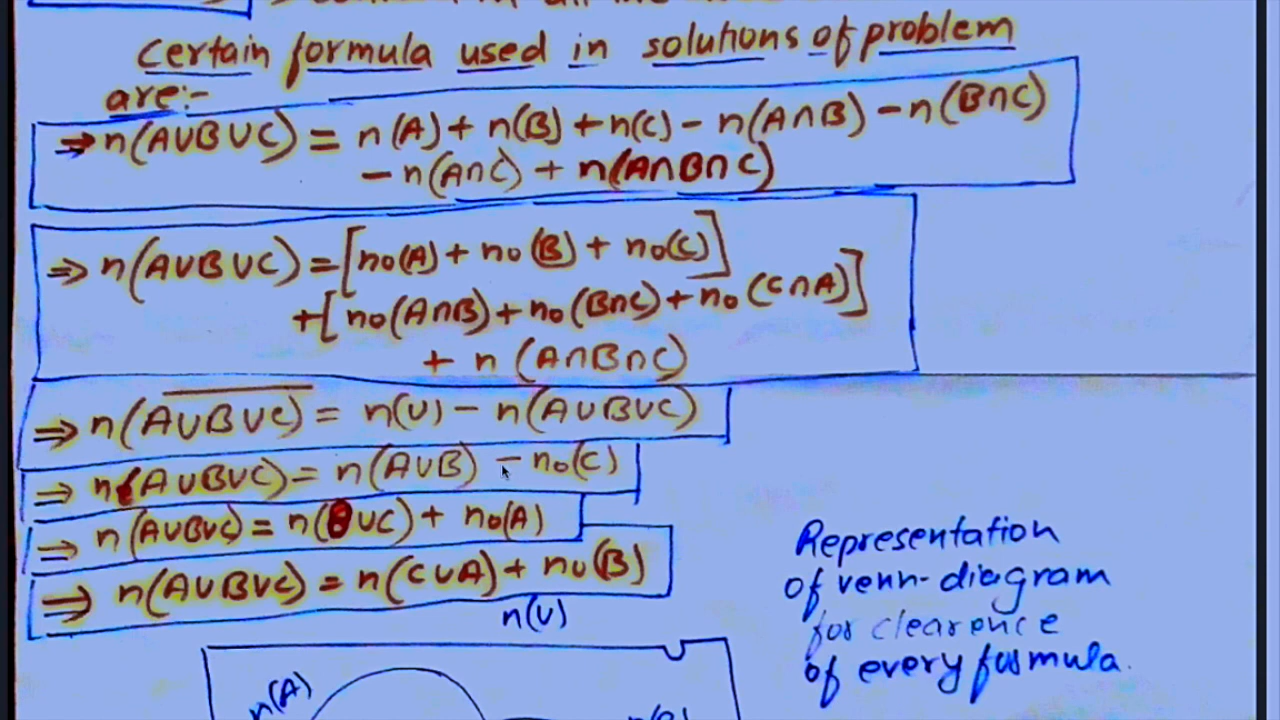 Certain formula used in solutions of problem
are:-
⇒ n(A∪B∪C) = n(A) + n(B) + n(C) - n(A∩B) - n(B∩C)
- n(A∩C) + n(A∩B∩C)
⇒ n(A∪B∪C) = [no(A) + no(B) + no(C)]
+[no(A∩B) + no(B∩C) + no(C∩A)]
+ n (A∩B∩C)
⇒ n(A̅∪̅B̅∪̅C̅) = n(U) - n(A∪B∪C)
⇒ n(A∪B∪C) = n(A∪B) - no(C)
⇒ n(A∪B∪C) = n(B∪C) + no(A)
⇒ n(A∪B∪C) = n(C∪A) + no(B)
n(U)
Representation
of venn-diagram
for clearence
of every formula.
n(A)